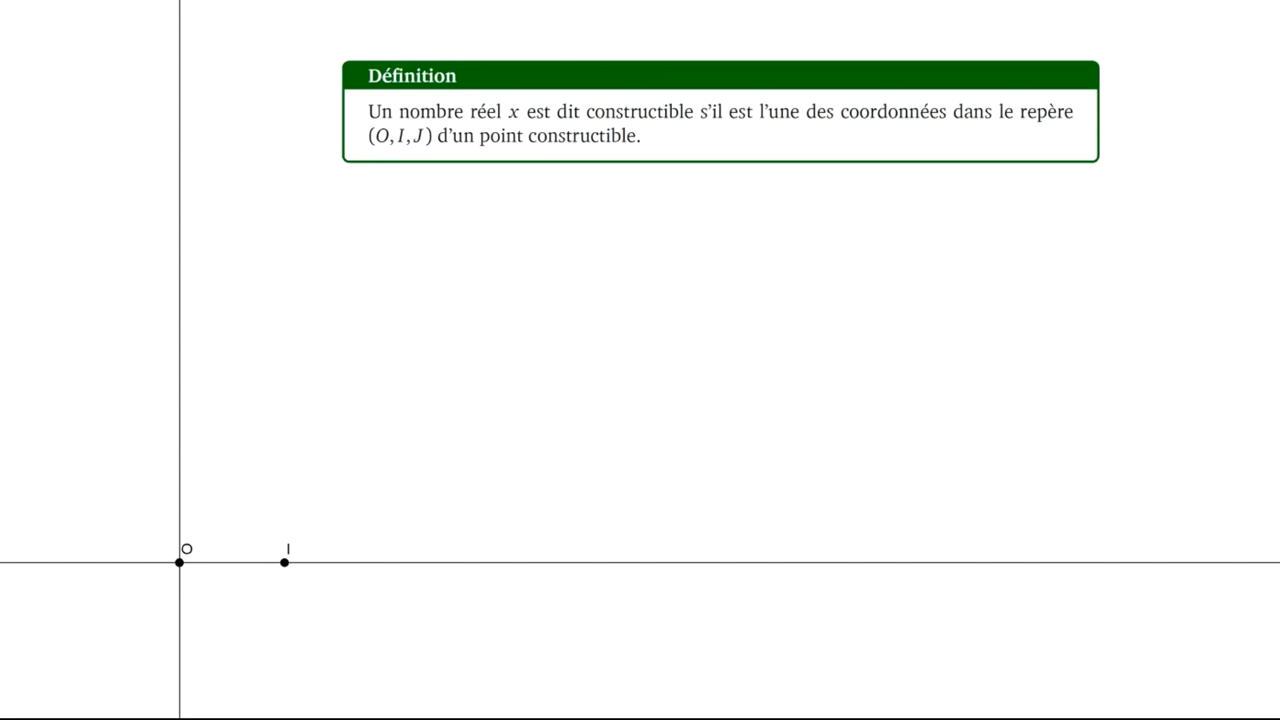 Définition
Un nombre réel x est dit constructible s'il est l'une des coordonnées dans le repère
(O, I, J) d'un point constructible.
O
I